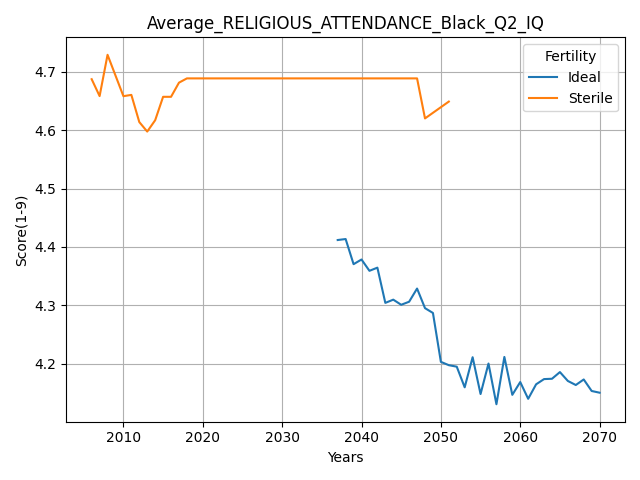 Average_RELIGIOUS_ATTENDANCE_Black_Q2_IQ
Fertility
Ideal
Sterile
Score(1-9)
4.7
4.6
4.5
4.4
4.3
4.2
2010 2020 2030 2040 2050 2060 2070
Years